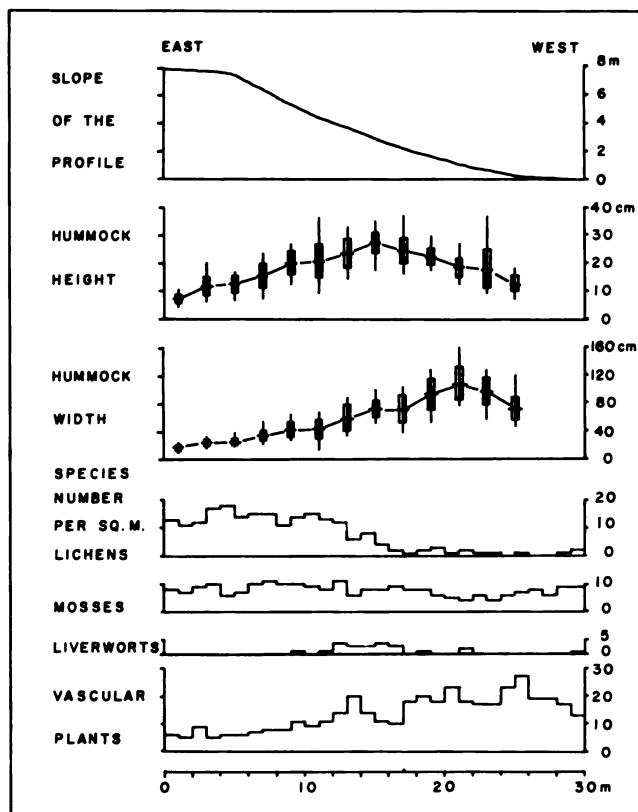 EAST WEST
8 m
SLOPE
6
OF THE
4
PROFILE
2
0
40 cm
HUMMOCK
30
20
HEIGHT
10
0
160 cm
HUMMOCK
120
80
WIDTH
40
0
SPECIES
NUMBER 20
PER SQ.M. 10
LICHENS 0
10
MOSSES 0
5
LIVERWORTS 0
30
VASCULAR 20
10
PLANTS
0
0 10 20 30 m